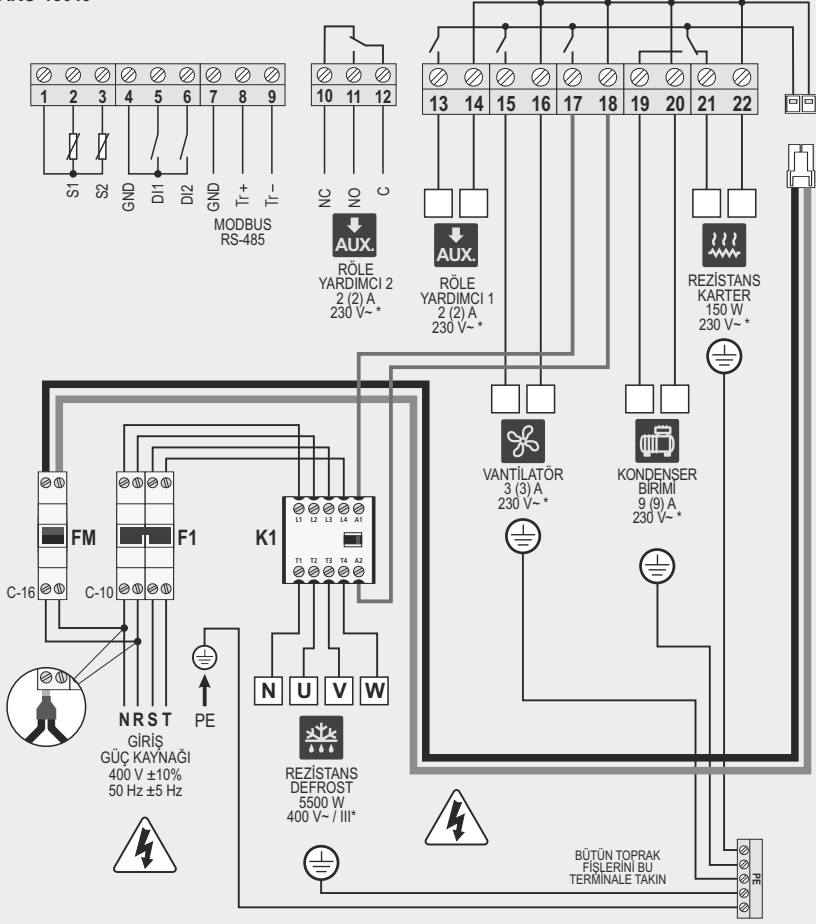 1 2 3 4 5 6 7 8 9
10 11 12
13 14 15 16 17 18 19 20 21 22
S1
S2
GND
DI1
DI2
GND
Tr +
Tr –
MODBUS
RS-485
NC
NO
C
AUX.
RÖLE
YARDIMCI 2
2 (2) A
230 V~ *
AUX.
RÖLE
YARDIMCI 1
2 (2) A
230 V~ *
REZİSTANS
KARTER
150 W
230 V~ *
VANTİLATÖR
3 (3) A
230 V~ *
KONDENSER
BİRİMİ
9 (9) A
230 V~ *
FM
C-16
F1
C-10
K1
L1 L2 L3 L4 A1
T1 T2 T3 T4 A2
N U V W
REZİSTANS
DEFROST
5500 W
400 V~ / III*
N R S T
GİRİŞ
GÜÇ KAYNAĞI
400 V ±10%
50 Hz ±5 Hz
PE
BÜTÜN TOPRAK
FİŞLERİNİ BU
TERMİNALE TAKIN
PE